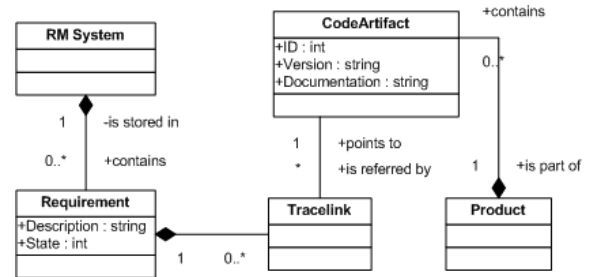 RM System
CodeArtifact
+ID : int
+Version : string
+Documentation : string
+contains
0..*
1
-is stored in
0..*
+contains
1
+points to
*
+is referred by
1
+is part of
Requirement
+Description : string
+State : int
1
0..*
Tracelink
Product